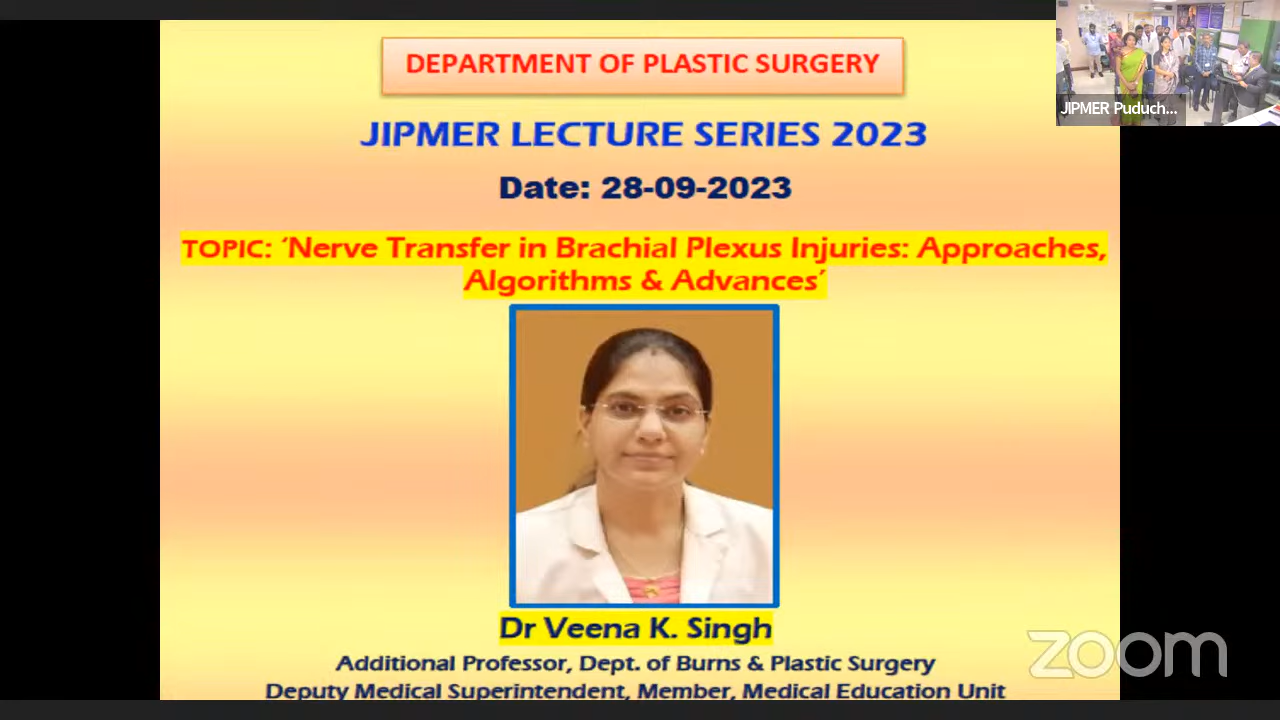 DEPARTMENT OF PLASTIC SURGERY
JIPMER LECTURE SERIES 2023
Date: 28-09-2023
TOPIC: ‘Nerve Transfer in Brachial Plexus Injuries: Approaches,
Algorithms & Advances’
Dr Veena K. Singh
Additional Professor, Dept. of Burns & Plastic Surgery
Deputy Medical Superintendent, Member, Medical Education Unit
JIPMER Puduch...
zoom